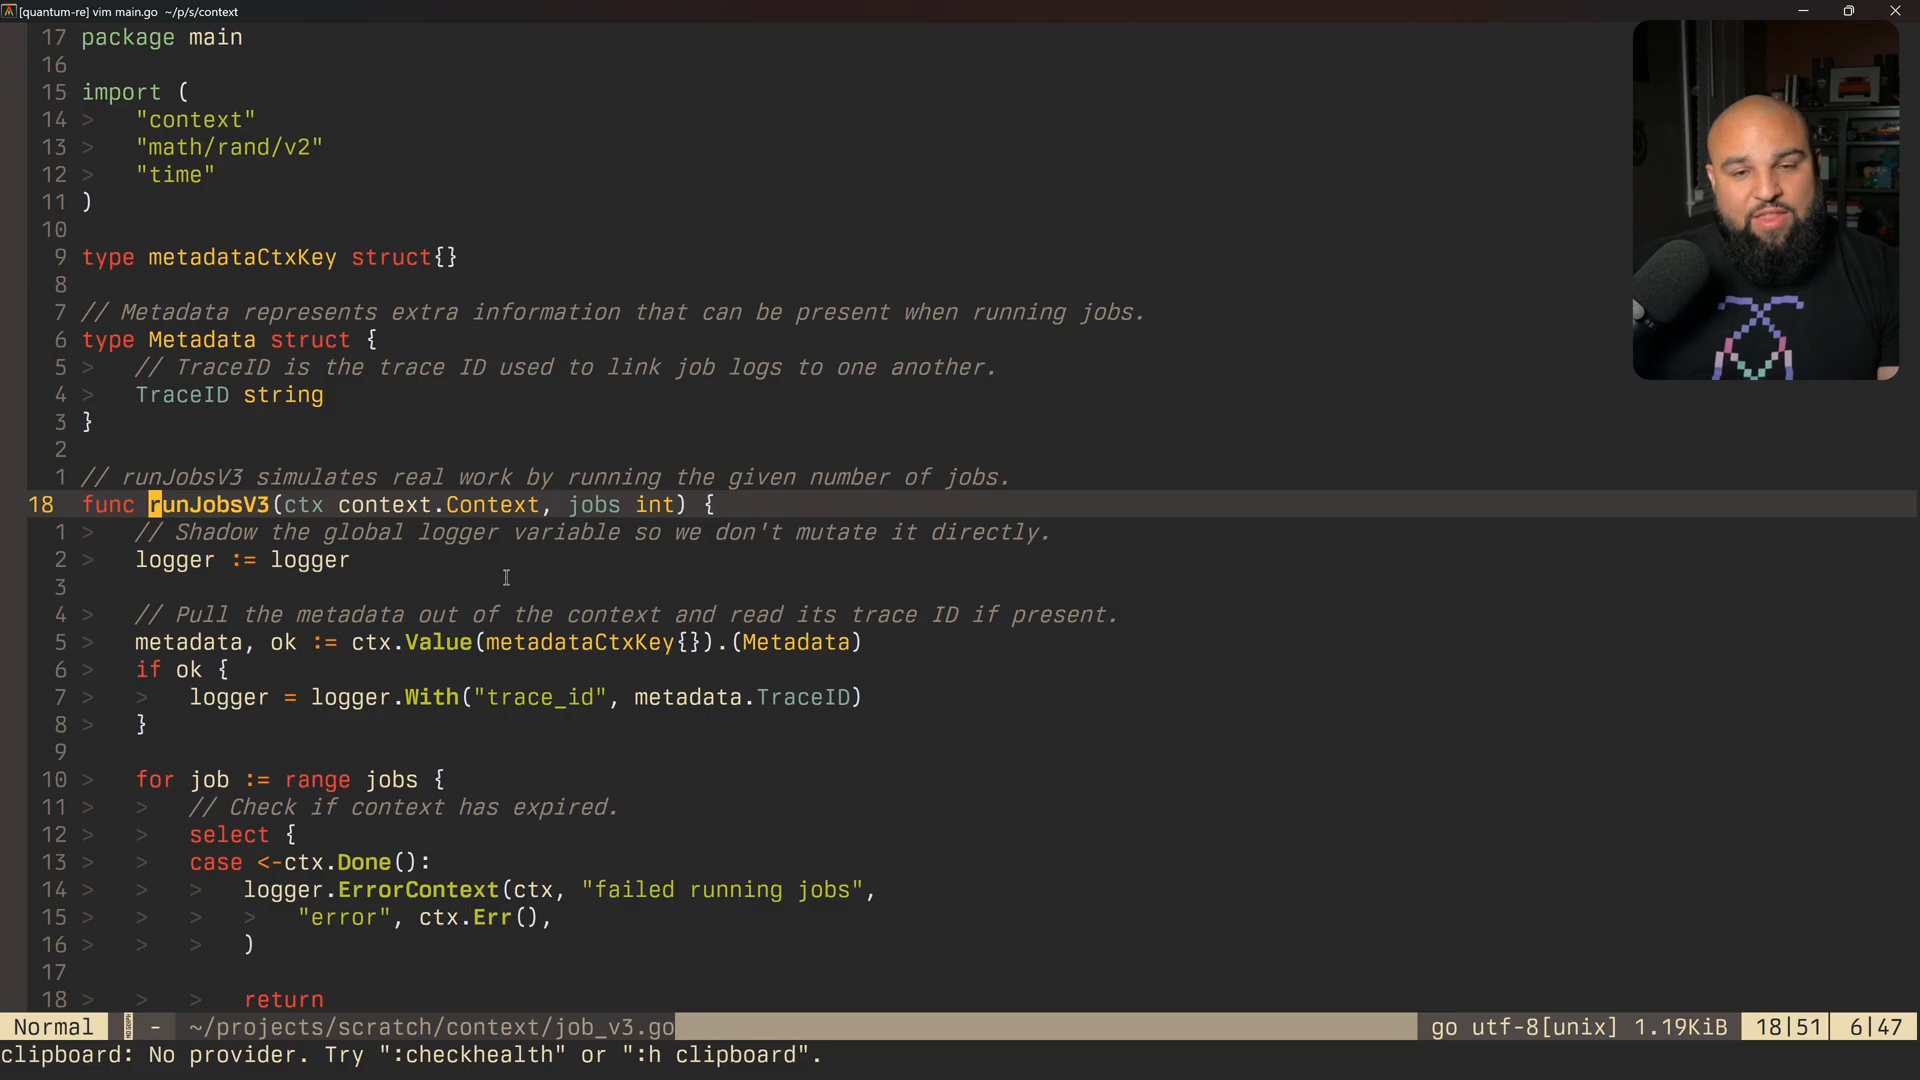 [quantum-re] vim main.go ~/p/s/context
17 package main
16
15 import (
14 > "context"
13 > "math/rand/v2"
12 > "time"
11 )
10
9 type metadataCtxKey struct{}
8
7 // Metadata represents extra information that can be present when running jobs.
6 type Metadata struct {
5 > // TraceID is the trace ID used to link job logs to one another.
4 > TraceID string
3 }
2
1 // runJobsV3 simulates real work by running the given number of jobs.
18 func runJobsV3(ctx context.Context, jobs int) {
1 > // Shadow the global logger variable so we don't mutate it directly.
2 > logger := logger
3
4 > // Pull the metadata out of the context and read its trace ID if present.
5 > metadata, ok := ctx.Value(metadataCtxKey{}).(Metadata)
6 > if ok {
7 > > logger = logger.With("trace_id", metadata.TraceID)
8 > }
9
10 > for job := range jobs {
11 > > // Check if context has expired.
12 > > select {
13 > > case <-ctx.Done():
14 > > > logger.ErrorContext(ctx, "failed running jobs",
15 > > > > "error", ctx.Err(),
16 > > > )
17
18 > > > return
Normal - ~/projects/scratch/context/job_v3.go go utf-8[unix] 1.19KiB 18|51 6|47
clipboard: No provider. Try ":checkhealth" or ":h clipboard".